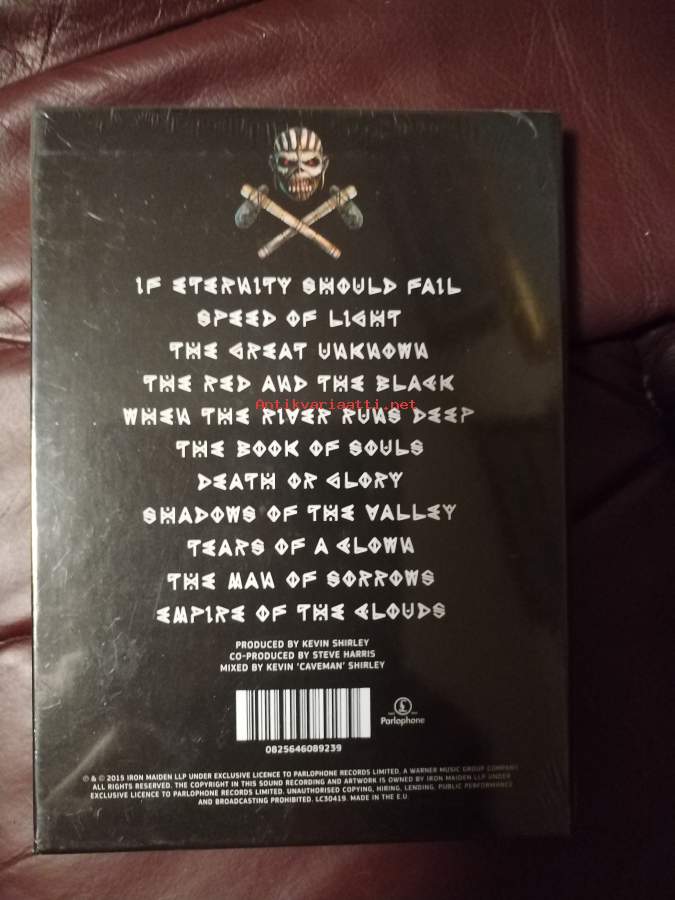 IF ETERNITY SHOULD FAIL
SPEED OF LIGHT
THE GREAT UNKNOWN
THE RED AND THE BLACK
Antikvariaatti.net
WHEN THE RIVER RUNS DEEP
THE BOOK OF SOULS
DEATH OR GLORY
SHADOWS OF THE VALLEY
TEARS OF A CLOWN
THE MAN OF SORROWS
EMPIRE OF THE CLOUDS
PRODUCED BY KEVIN SHIRLEY
CO-PRODUCED BY STEVE HARRIS
MIXED BY KEVIN 'CAVEMAN' SHIRLEY
Parlophone
0825646089239
℗ & © 2015 IRON MAIDEN LLP UNDER EXCLUSIVE LICENCE TO PARLOPHONE RECORDS LIMITED, A WARNER MUSIC GROUP COMPANY.
ALL RIGHTS RESERVED. THE COPYRIGHT IN THIS SOUND RECORDING AND ARTWORK IS OWNED BY IRON MAIDEN LLP UNDER
EXCLUSIVE LICENCE TO PARLOPHONE RECORDS LIMITED. UNAUTHORISED COPYING, HIRING, LENDING, PUBLIC PERFORMANCE
AND BROADCASTING PROHIBITED. LC30419. MADE IN THE E.U.